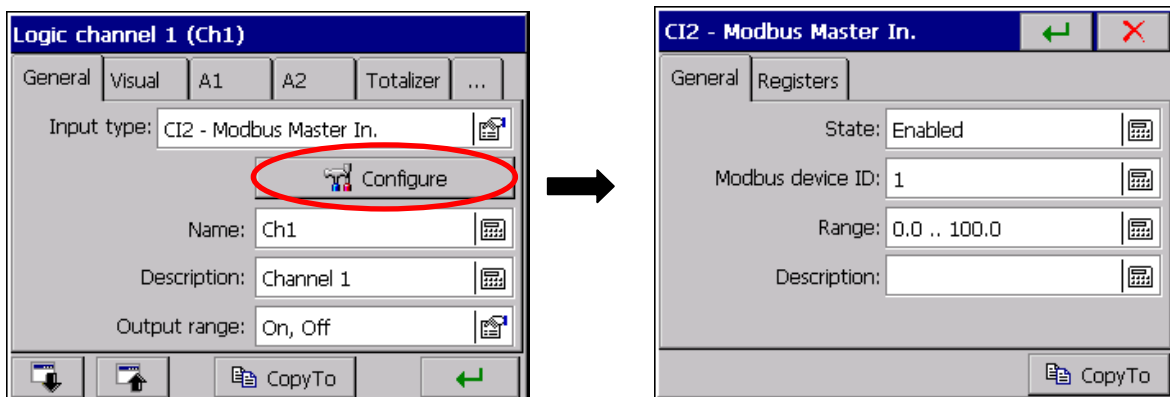 Logic channel 1 (Ch1)
General Visual A1 A2 Totalizer ...
Input type: CI2 - Modbus Master In.
Configure
Name: Ch1
Description: Channel 1
Output range: On, Off
CopyTo
CI2 - Modbus Master In.
General Registers
State: Enabled
Modbus device ID: 1
Range: 0.0 .. 100.0
Description:
CopyTo